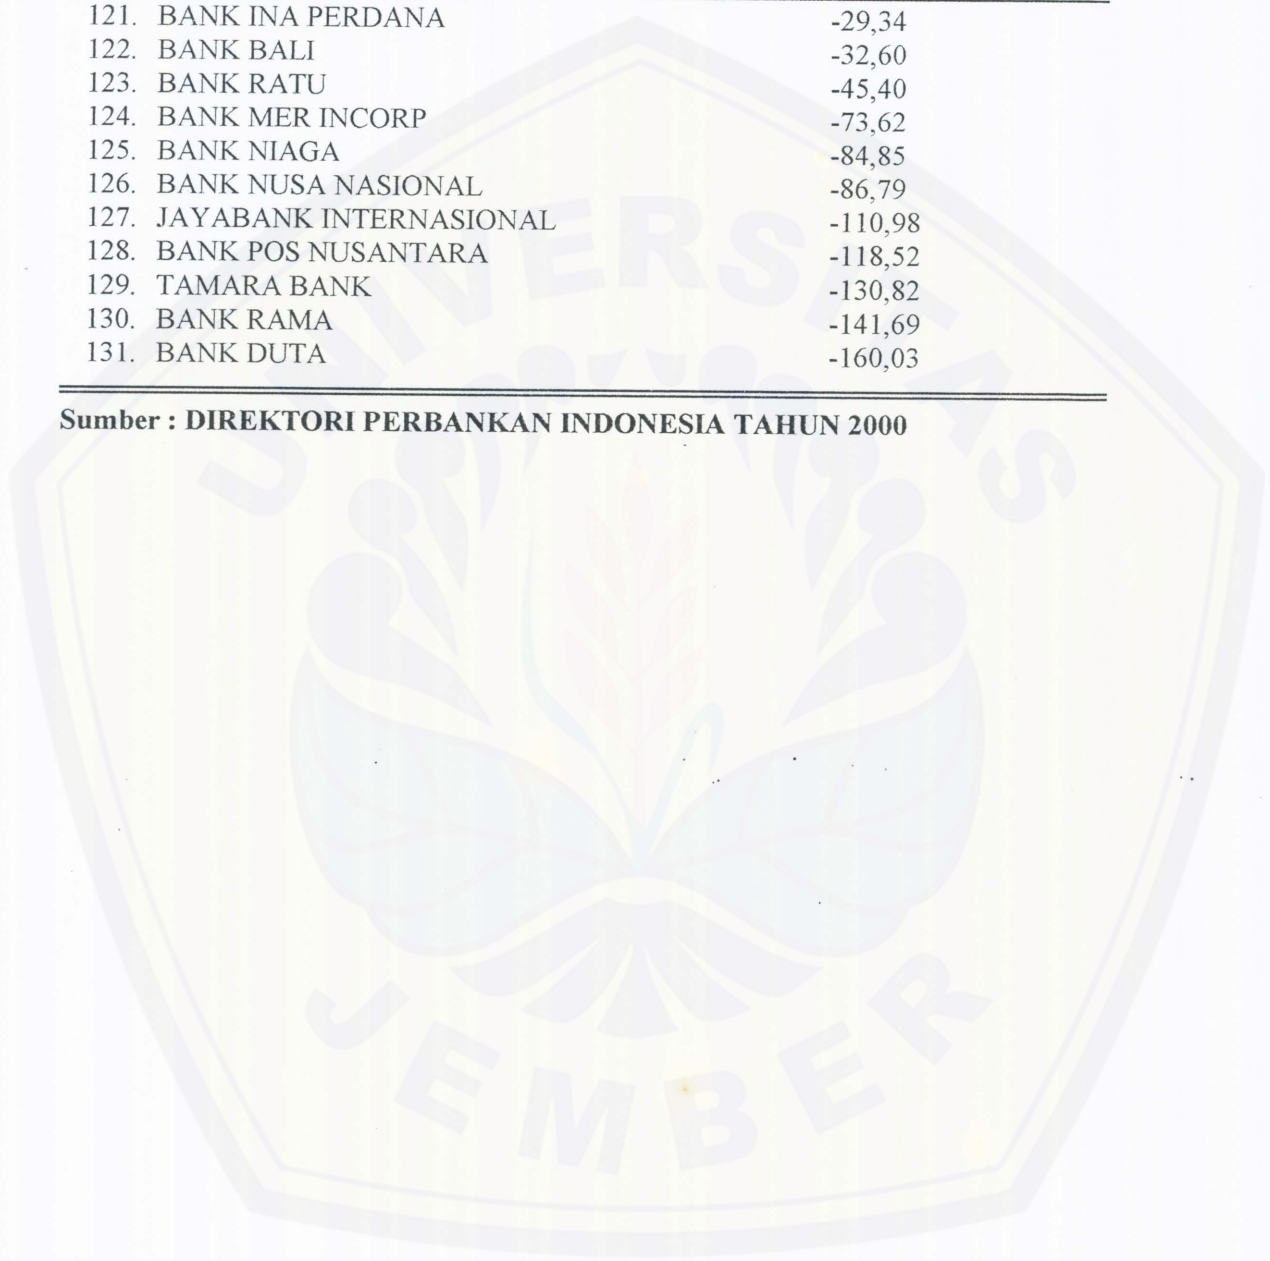 121. BANK INA PERDANA -29,34
122. BANK BALI -32,60
123. BANK RATU -45,40
124. BANK MER INCORP -73,62
125. BANK NIAGA -84,85
126. BANK NUSA NASIONAL -86,79
127. JAYABANK INTERNASIONAL -110,98
128. BANK POS NUSANTARA -118,52
129. TAMARA BANK -130,82
130. BANK RAMA -141,69
131. BANK DUTA -160,03
Sumber : DIREKTORI PERBANKAN INDONESIA TAHUN 2000
UNIVERSITAS
JEMBER